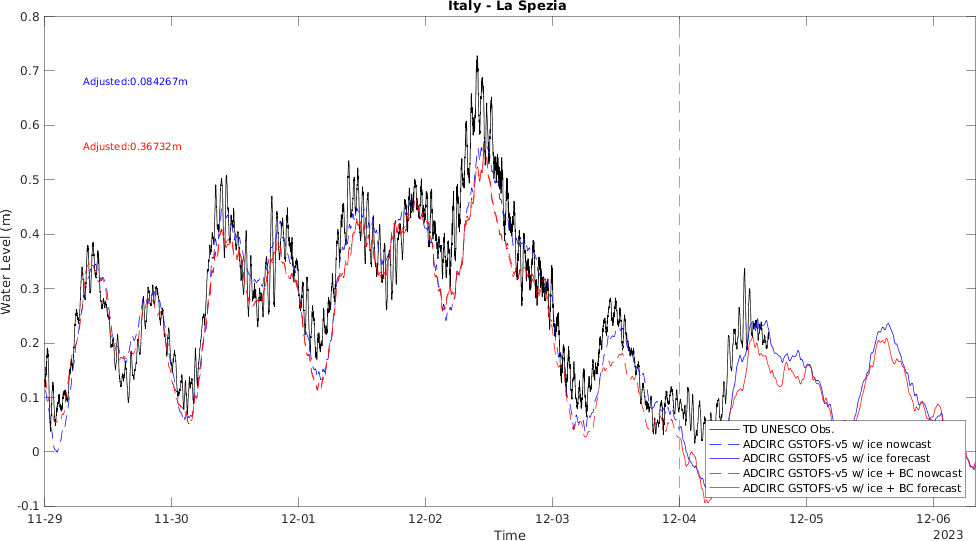 Italy - La Spezia
0.8
0.7
Adjusted:0.084267m
0.6
Adjusted:0.36732m
0.5
0.4
Water Level (m)
0.3
0.2
0.1
0
-0.1
TD UNESCO Obs.
ADCIRC GSTOFS-v5 w/ ice nowcast
ADCIRC GSTOFS-v5 w/ ice forecast
ADCIRC GSTOFS-v5 w/ ice + BC nowcast
ADCIRC GSTOFS-v5 w/ ice + BC forecast
11-29 11-30 12-01 12-02 12-03 12-04 12-05 12-06
Time
2023